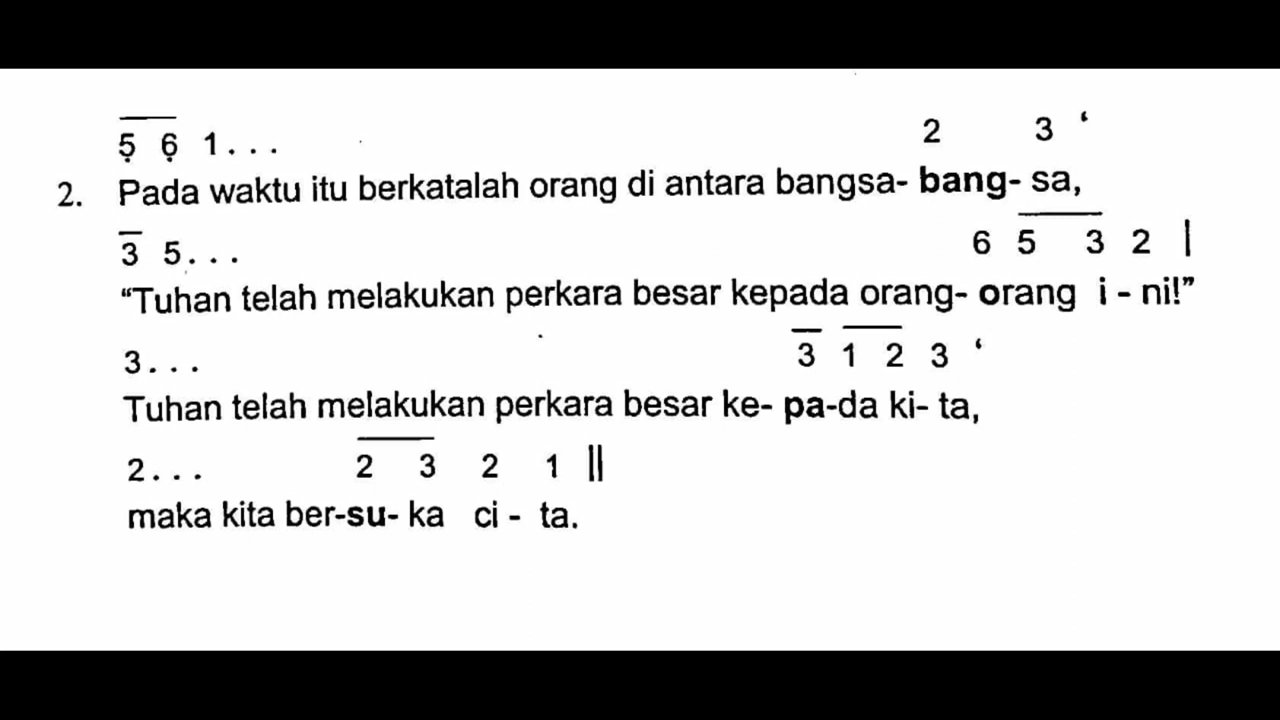 5̣ 6̣ 1... 2 3 ‘
2. Pada waktu itu berkatalah orang di antara bangsa- bang- sa,
3 5... 6 5 3 2 |
“Tuhan telah melakukan perkara besar kepada orang- orang i - ni!”
3... 3 1 2 3 ‘
Tuhan telah melakukan perkara besar ke- pa-da ki- ta,
2... 2 3 2 1 ||
maka kita ber-su- ka ci - ta.